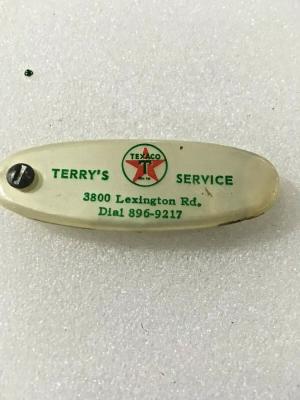 TEXACO
T
TERRY'S SERVICE
3800 Lexington Rd.
Dial 896-9217